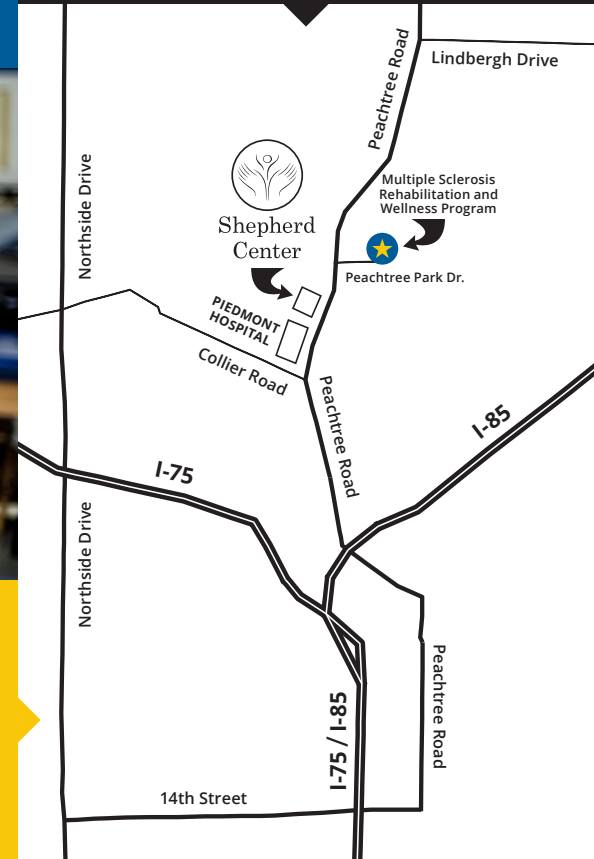 Peachtree Road
Lindbergh Drive
Northside Drive
Multiple Sclerosis
Rehabilitation and
Wellness Program
Shepherd
Center
Peachtree Park Dr.
PIEDMONT
HOSPITAL
Collier Road
Peachtree Road
I-85
I-75
Northside Drive
Peachtree Road
I-75 / I-85
14th Street